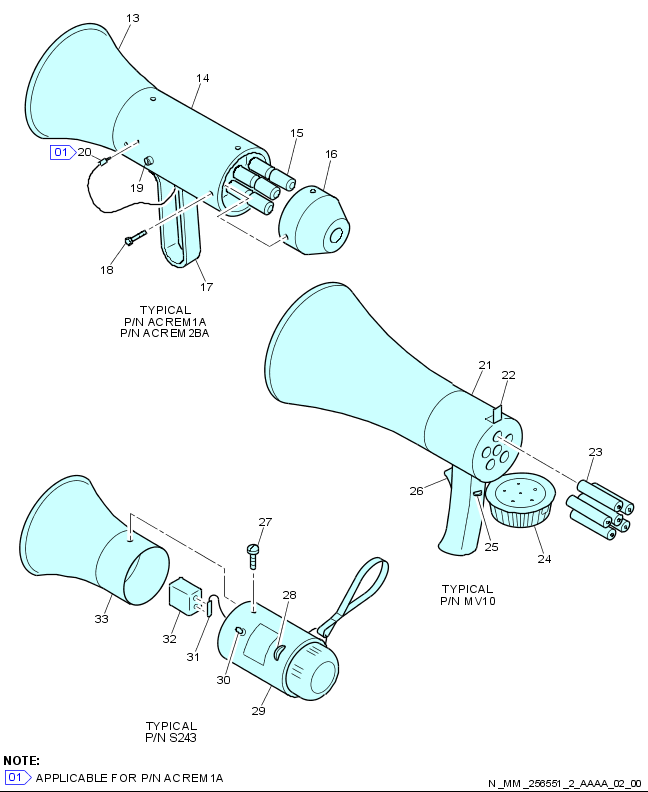 13
14
15
16
01 20
19
18
17
TYPICAL
P/N ACREM1A
P/N ACREM2BA
21
22
23
26
25
24
TYPICAL
P/N MV10
27
28
33
32
31
30
29
TYPICAL
P/N S243
NOTE:
01 APPLICABLE FOR P/N ACREM1A
N_MM_256551_2_AAAA_02_00